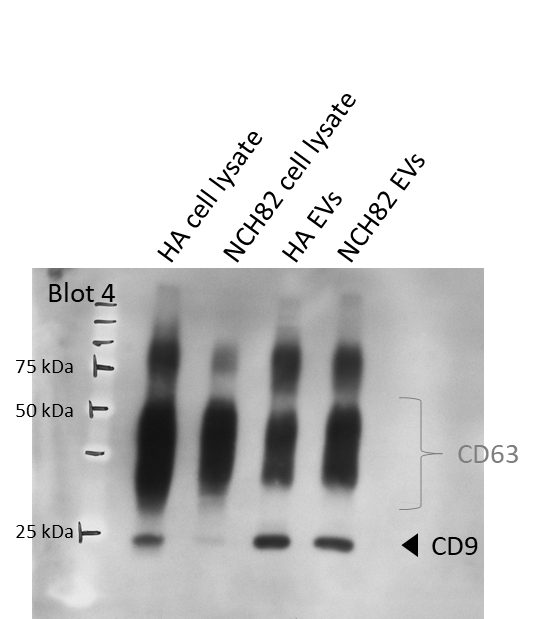 HA cell lysate
NCH82 cell lysate
HA EVs
NCH82 EVs
Blot 4
75 kDa
50 kDa
CD63
25 kDa
CD9